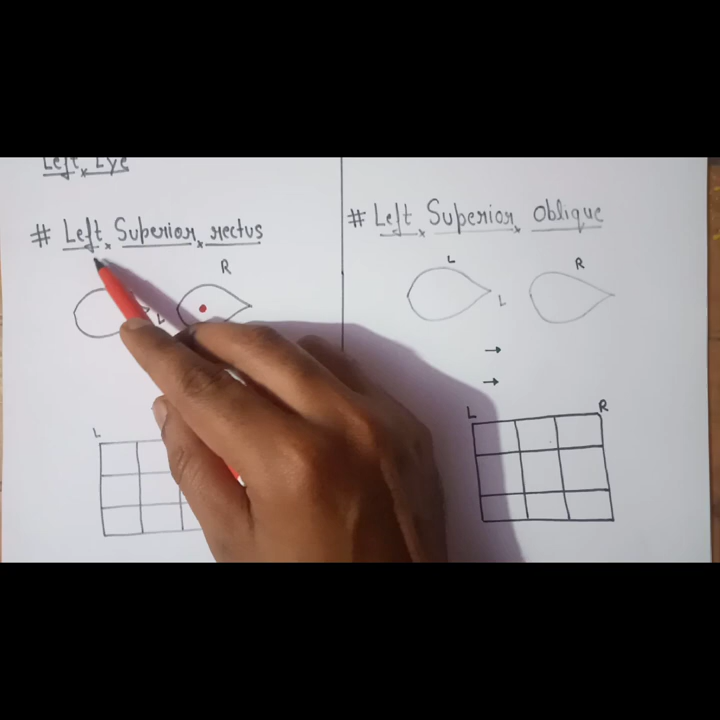 Left Eye
# Left Superior rectus
R
L
L
# Left Superior Oblique
L
R
L
→
→
L
R